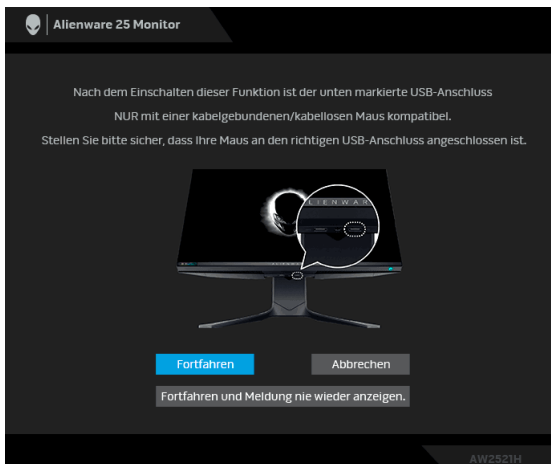 Alienware 25 Monitor
Nach dem Einschalten dieser Funktion ist der unten markierte USB-Anschluss
NUR mit einer kabelgebundenen/kabellosen Maus kompatibel.
Stellen Sie bitte sicher, dass Ihre Maus an den richtigen USB-Anschluss angeschlossen ist.
LIENWAR
Fortfahren
Abbrechen
Fortfahren und Meldung nie wieder anzeigen.
AW2521H